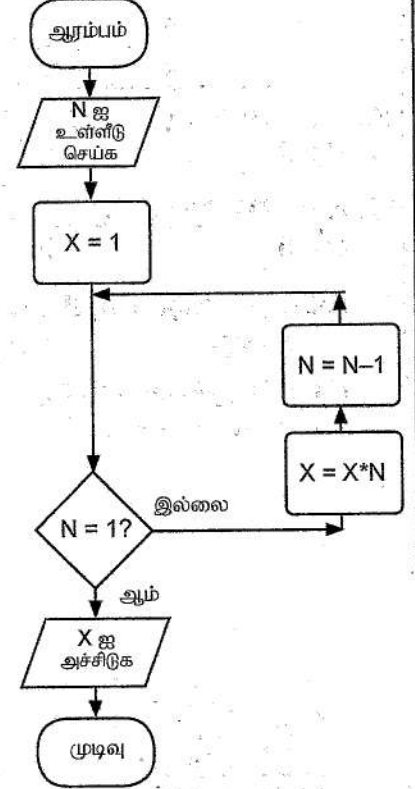 ஆரம்பம்
N ஐ
உள்ளீடு
செய்க
X = 1
N = N–1
X = X*N
இல்லை
N = 1?
ஆம்
X ஐ
அச்சிடுக
முடிவு